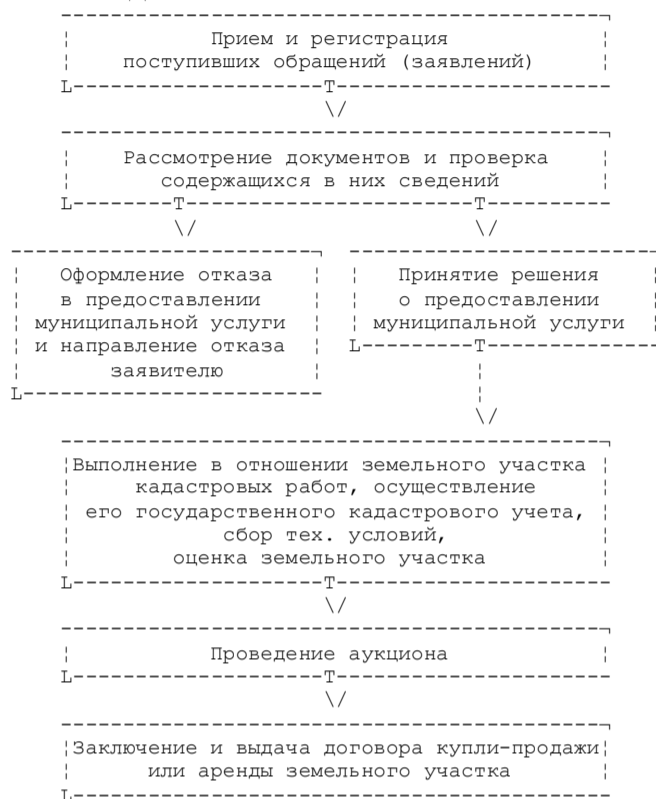 Прием и регистрация
поступивших обращений (заявлений)
Рассмотрение документов и проверка
содержащихся в них сведений
Оформление отказа
в предоставлении
муниципальной услуги
и направление отказа
заявителю
Принятие решения
о предоставлении
муниципальной услуги
Выполнение в отношении земельного участка
кадастровых работ, осуществление
его государственного кадастрового учета,
сбор тех. условий,
оценка земельного участка
Проведение аукциона
Заключение и выдача договора купли-продажи
или аренды земельного участка